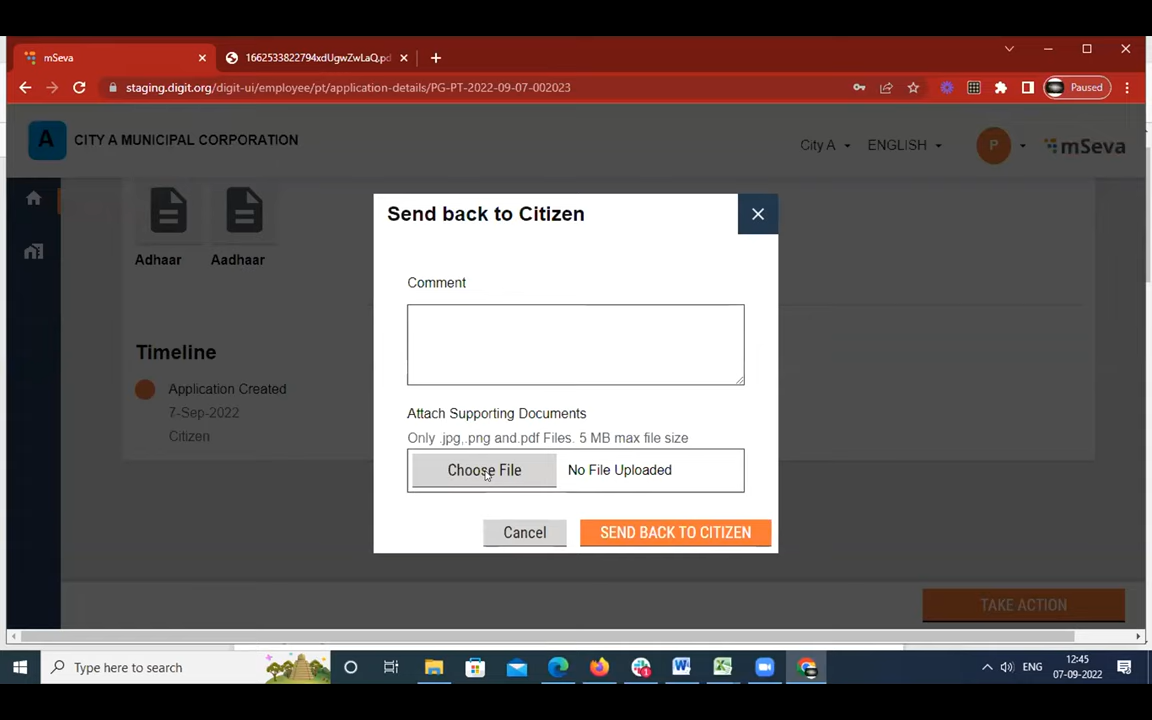 mSeva
1662533822794xdUgwZwLaQ.pd
staging.digit.org/digit-ui/employee/pt/application-details/PG-PT-2022-09-07-002023
Paused
A
CITY A MUNICIPAL CORPORATION
City A
ENGLISH
P
mSeva
Adhaar
Aadhaar
Timeline
Application Created
7-Sep-2022
Citizen
Send back to Citizen
Comment
Attach Supporting Documents
Only .jpg,.png and.pdf Files. 5 MB max file size
Choose File
No File Uploaded
Cancel
SEND BACK TO CITIZEN
TAKE ACTION
Type here to search
ENG
12:45
07-09-2022